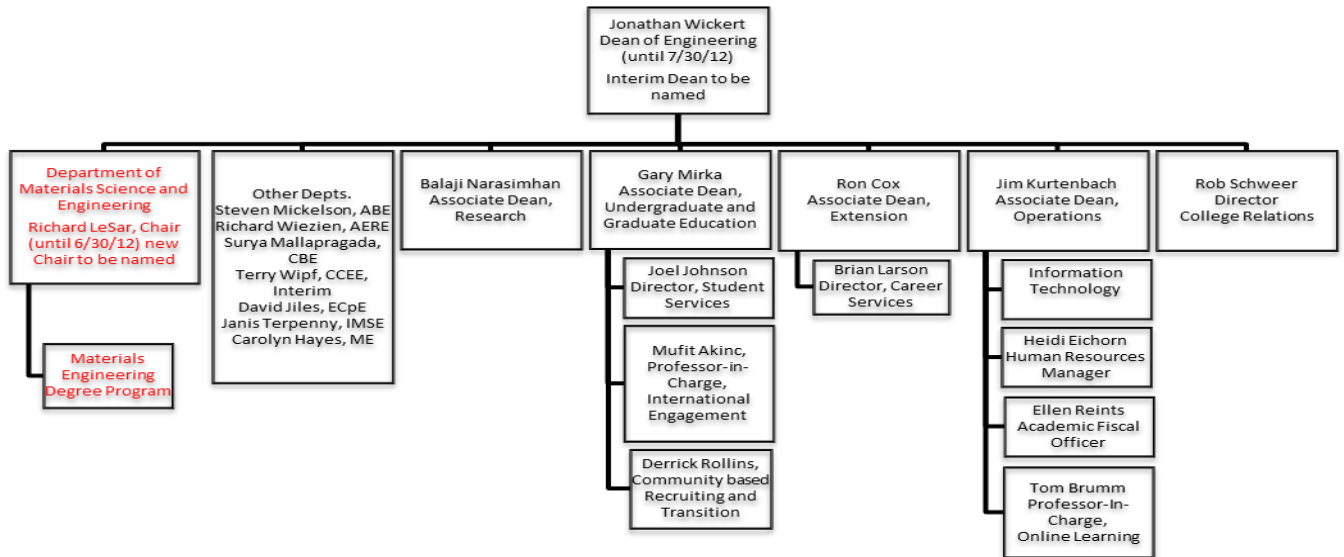 Jonathan Wickert
Dean of Engineering
(until 7/30/12)
Interim Dean to be
named
Department of
Materials Science and
Engineering
Richard LeSar, Chair
(until 6/30/12) new
Chair to be named
Materials
Engineering
Degree Program
Other Depts.
Steven Mickelson, ABE
Richard Wiezien, AERE
Surya Mallapragada,
CBE
Terry Wipf, CCEE,
Interim
David Jiles, ECpE
Janis Terpenny, IMSE
Carolyn Hayes, ME
Balaji Narasimhan
Associate Dean,
Research
Gary Mirka
Associate Dean,
Undergraduate and
Graduate Education
Joel Johnson
Director, Student
Services
Mufit Akinc,
Professor-in-
Charge,
International
Engagement
Derrick Rollins,
Community based
Recruiting and
Transition
Ron Cox
Associate Dean,
Extension
Brian Larson
Director, Career
Services
Jim Kurtenbach
Associate Dean,
Operations
Information
Technology
Heidi Eichorn
Human Resources
Manager
Ellen Reints
Academic Fiscal
Officer
Tom Brumm
Professor-In-
Charge,
Online Learning
Rob Schweer
Director
College Relations